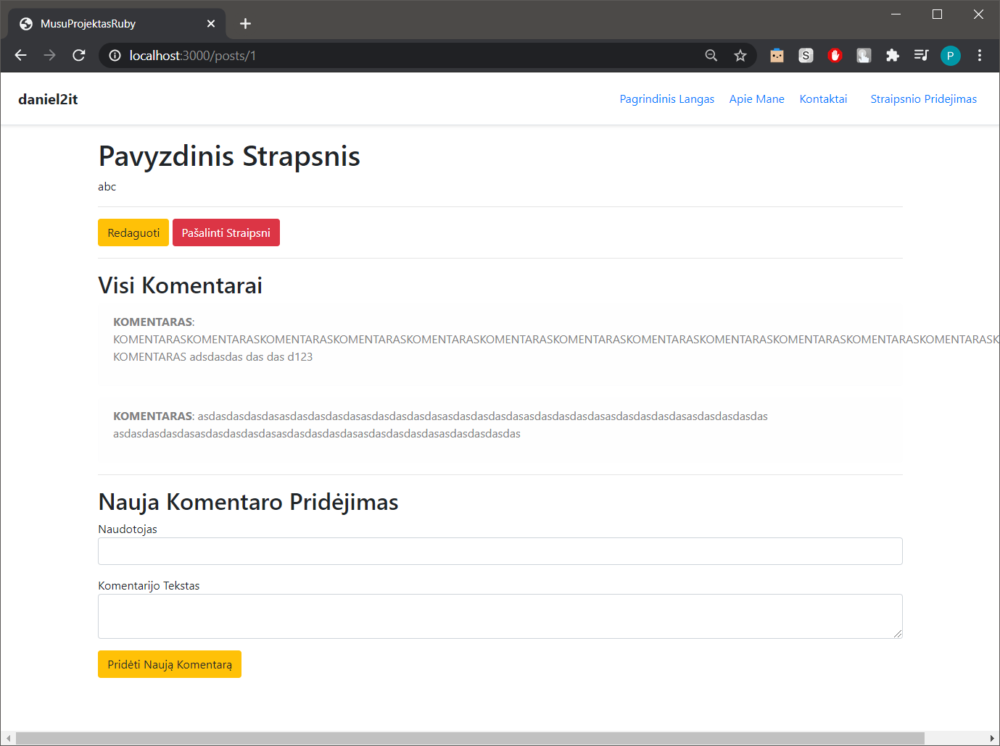 MusuProjektasRuby
localhost:3000/posts/1
S
P
daniel2it
Pagrindinis Langas Apie Mane Kontaktai Straipsnio Pridejimas
Pavyzdinis Strapsnis
abc
Redaguoti Pašalinti Straipsni
Visi Komentarai
KOMENTARAS:
KOMENTARASKOMENTARASKOMENTARASKOMENTARASKOMENTARASKOMENTARASKOMENTARASKOMENTARASKOMENTARASKOMENTARASKOMENTARASKOMENTARASK
KOMENTARAS adsdasdas das das d123
KOMENTARAS: asdasdasdasdasasdasdasdasdasasdasdasdasdasasdasdasdasdasasdasdasdasdasasdasdasdasdasasdasdasdasdas
asdasdasdasdasasdasdasdasdasasdasdasdasdasasdasdasdasdasasdasdasdasdas
Nauja Komentaro Pridėjimas
Naudotojas
Komentarijo Tekstas
Pridėti Naują Komentarą